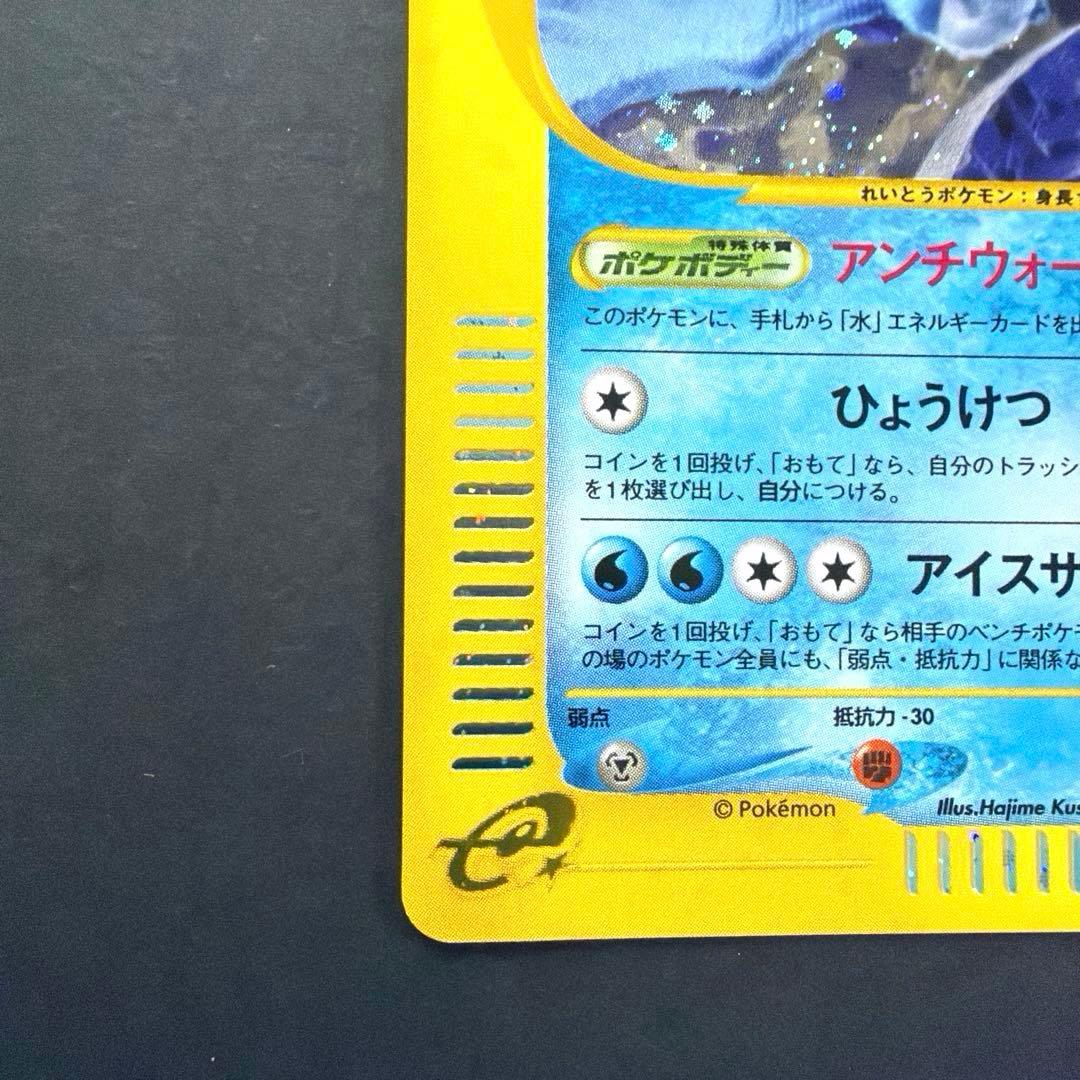 れいとうポケモン：身長
特殊体質
ポケボディー アンチウォー
このポケモンに、手札から「水」エネルギーカードを出
ひょうけつ
コインを1回投げ、「おもて」なら、自分のトラッシ
を1枚選び出し、自分につける。
アイスサ
コインを1回投げ、「おもて」なら相手のベンチポケモ
の場のポケモン全員にも、「弱点・抵抗力」に関係な
弱点 抵抗力 -30
© Pokémon Illus.Hajime Kus
e